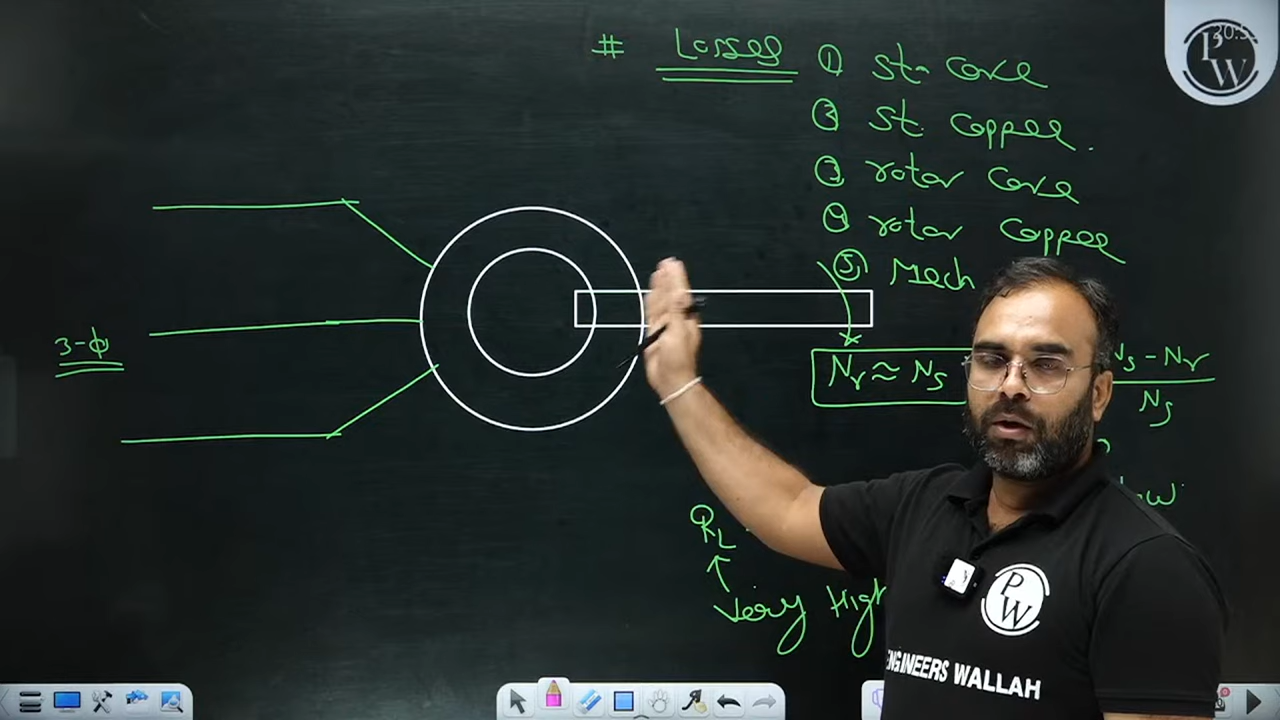 # Losses ① St. Core
② St. Copper.
③ rotor Core
④ rotor Copper
⑤ Mech
3-ϕ
Nr ≈ Ns
Ns - Nr
Ns
RL
Very High
PW
PW
ENGINEERS WALLAH